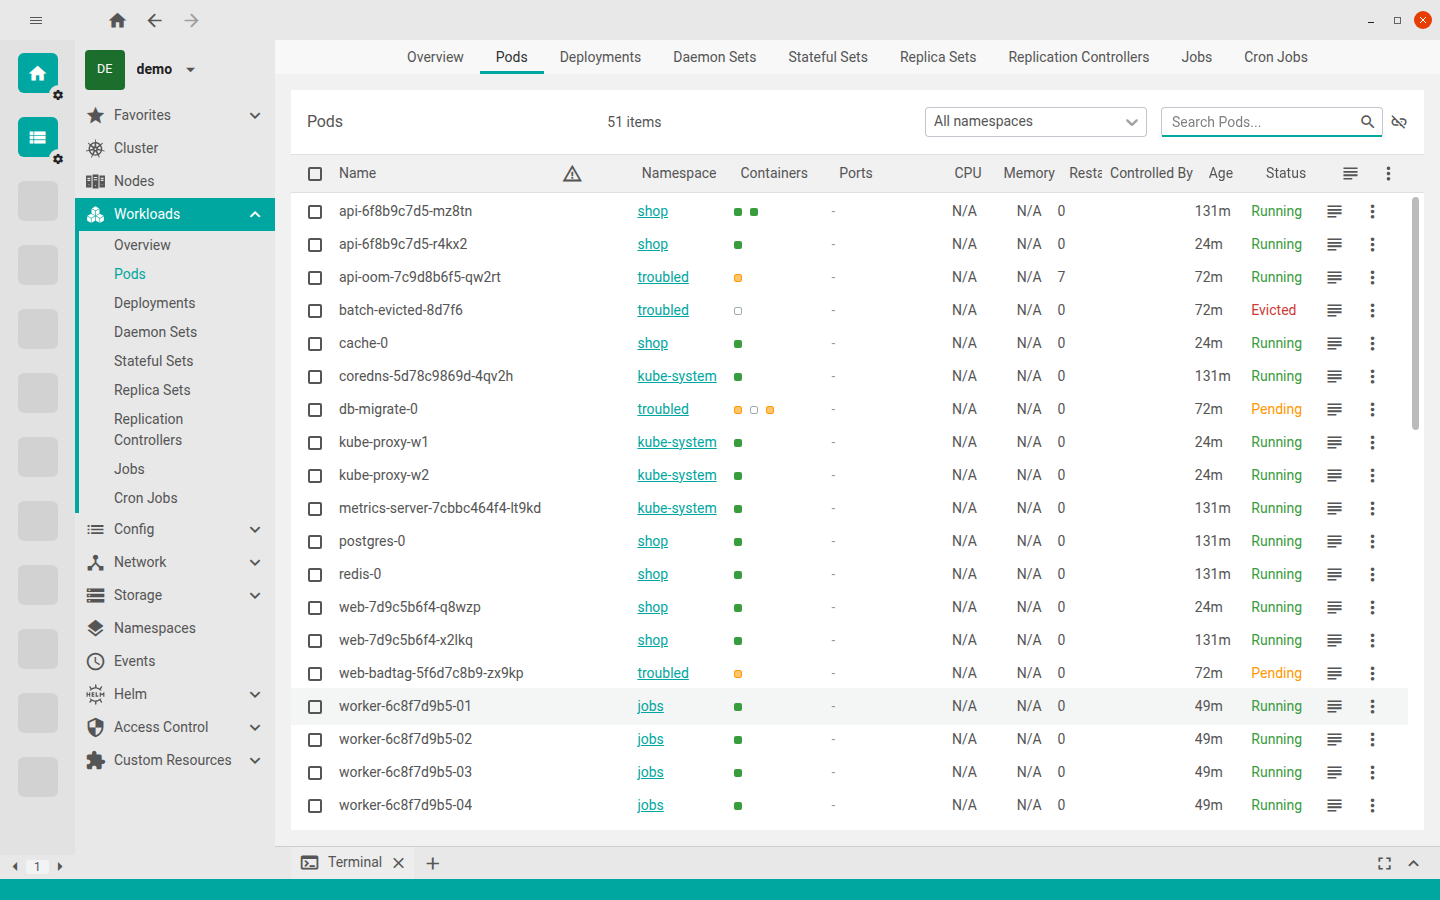 DE demo
Favorites
Cluster
Nodes
Workloads
Overview
Pods
Deployments
Daemon Sets
Stateful Sets
Replica Sets
Replication
Controllers
Jobs
Cron Jobs
Config
Network
Storage
Namespaces
Events
HELM Helm
Access Control
Custom Resources
1
Overview Pods Deployments Daemon Sets Stateful Sets Replica Sets Replication Controllers Jobs Cron Jobs
Pods 51 items All namespaces Search Pods...
Name Namespace Containers Ports CPU Memory Resta Controlled By Age Status
api-6f8b9c7d5-mz8tn shop - N/A N/A 0 131m Running
api-6f8b9c7d5-r4kx2 shop - N/A N/A 0 24m Running
api-oom-7c9d8b6f5-qw2rt troubled - N/A N/A 7 72m Running
batch-evicted-8d7f6 troubled - N/A N/A 0 72m Evicted
cache-0 shop - N/A N/A 0 24m Running
coredns-5d78c9869d-4qv2h kube-system - N/A N/A 0 131m Running
db-migrate-0 troubled - N/A N/A 0 72m Pending
kube-proxy-w1 kube-system - N/A N/A 0 24m Running
kube-proxy-w2 kube-system - N/A N/A 0 24m Running
metrics-server-7cbbc464f4-lt9kd kube-system - N/A N/A 0 131m Running
postgres-0 shop - N/A N/A 0 131m Running
redis-0 shop - N/A N/A 0 131m Running
web-7d9c5b6f4-q8wzp shop - N/A N/A 0 24m Running
web-7d9c5b6f4-x2lkq shop - N/A N/A 0 131m Running
web-badtag-5f6d7c8b9-zx9kp troubled - N/A N/A 0 72m Pending
worker-6c8f7d9b5-01 jobs - N/A N/A 0 49m Running
worker-6c8f7d9b5-02 jobs - N/A N/A 0 49m Running
worker-6c8f7d9b5-03 jobs - N/A N/A 0 49m Running
worker-6c8f7d9b5-04 jobs - N/A N/A 0 49m Running
Terminal